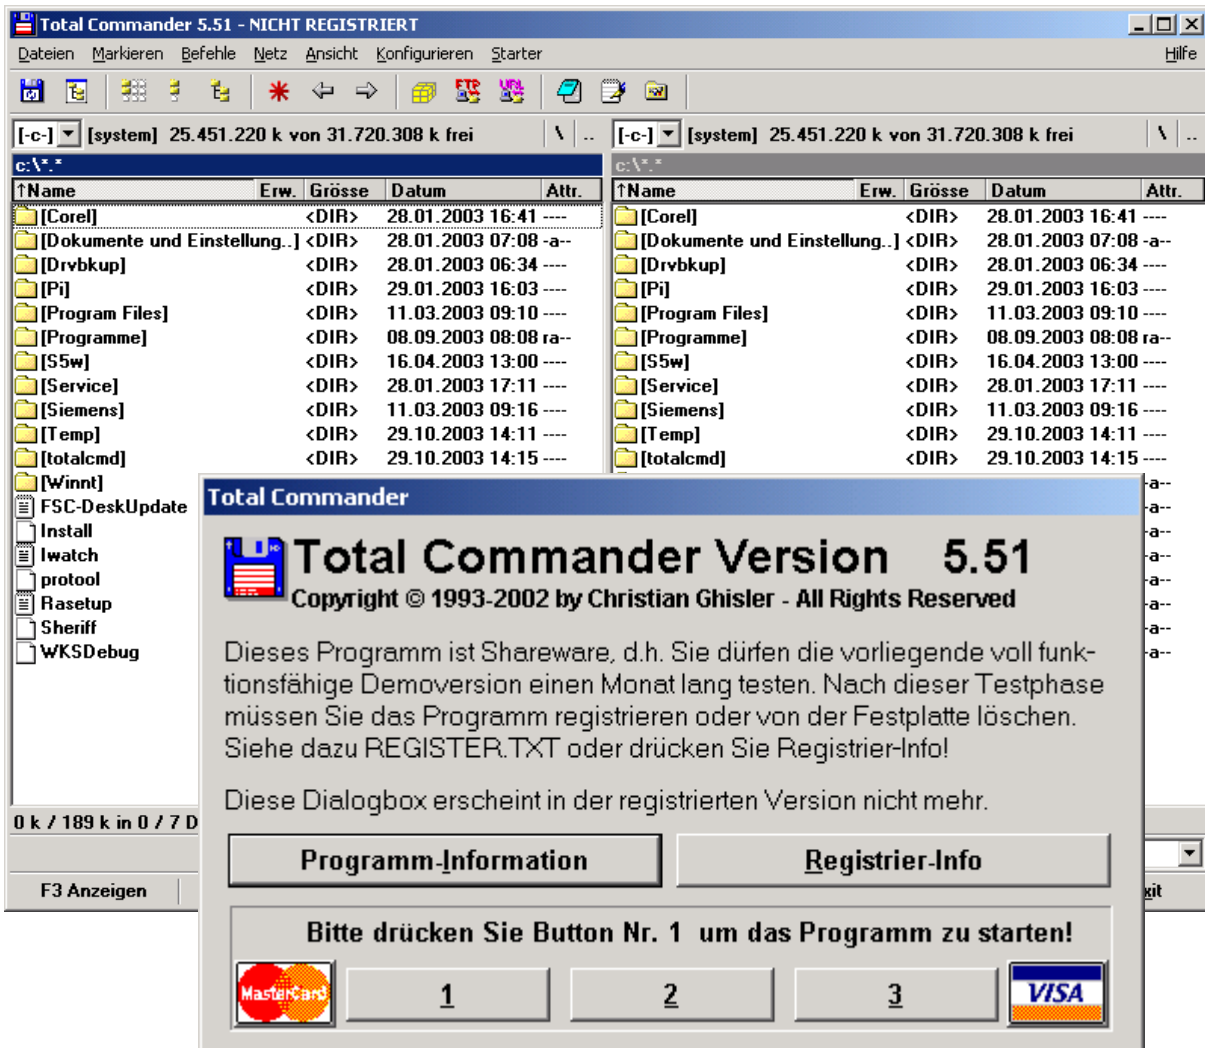 Total Commander 5.51 - NICHT REGISTRIERT
Dateien Markieren Befehle Netz Ansicht Konfigurieren Starter Hilfe
FTP URL
[-c-] [system] 25.451.220 k von 31.720.308 k frei \ .. [-c-] [system] 25.451.220 k von 31.720.308 k frei \ ..
c:\*.* c:\*.*
↑Name Erw. Grösse Datum Attr. ↑Name Erw. Grösse Datum Attr.
[Corel] <DIR> 28.01.2003 16:41 ---- [Corel] <DIR> 28.01.2003 16:41 ----
[Dokumente und Einstellung..] <DIR> 28.01.2003 07:08 -a-- [Dokumente und Einstellung..] <DIR> 28.01.2003 07:08 -a--
[Drvbkup] <DIR> 28.01.2003 06:34 ---- [Drvbkup] <DIR> 28.01.2003 06:34 ----
[Pi] <DIR> 29.01.2003 16:03 ---- [Pi] <DIR> 29.01.2003 16:03 ----
[Program Files] <DIR> 11.03.2003 09:10 ---- [Program Files] <DIR> 11.03.2003 09:10 ----
[Programme] <DIR> 08.09.2003 08:08 ra-- [Programme] <DIR> 08.09.2003 08:08 ra--
[S5w] <DIR> 16.04.2003 13:00 ---- [S5w] <DIR> 16.04.2003 13:00 ----
[Service] <DIR> 28.01.2003 17:11 ---- [Service] <DIR> 28.01.2003 17:11 ----
[Siemens] <DIR> 11.03.2003 09:16 ---- [Siemens] <DIR> 11.03.2003 09:16 ----
[Temp] <DIR> 29.10.2003 14:11 ---- [Temp] <DIR> 29.10.2003 14:11 ----
[totalcmd] <DIR> 29.10.2003 14:15 ---- [totalcmd] <DIR> 29.10.2003 14:15 ----
[Winnt] -a--
FSC-DeskUpdate -a--
Install -a--
Iwatch -a--
protool -a--
Rasetup -a--
Sheriff -a--
WKSDebug -a--
0 k / 189 k in 0 / 7 D
F3 Anzeigen xit
Total Commander
Total Commander Version 5.51
Copyright © 1993-2002 by Christian Ghisler - All Rights Reserved
Dieses Programm ist Shareware, d.h. Sie dürfen die vorliegende voll funk-
tionsfähige Demoversion einen Monat lang testen. Nach dieser Testphase
müssen Sie das Programm registrieren oder von der Festplatte löschen.
Siehe dazu REGISTER.TXT oder drücken Sie Registrier-Info!
Diese Dialogbox erscheint in der registrierten Version nicht mehr.
Programm-Information Registrier-Info
Bitte drücken Sie Button Nr. 1 um das Programm zu starten!
MasterCard 1 2 3 VISA